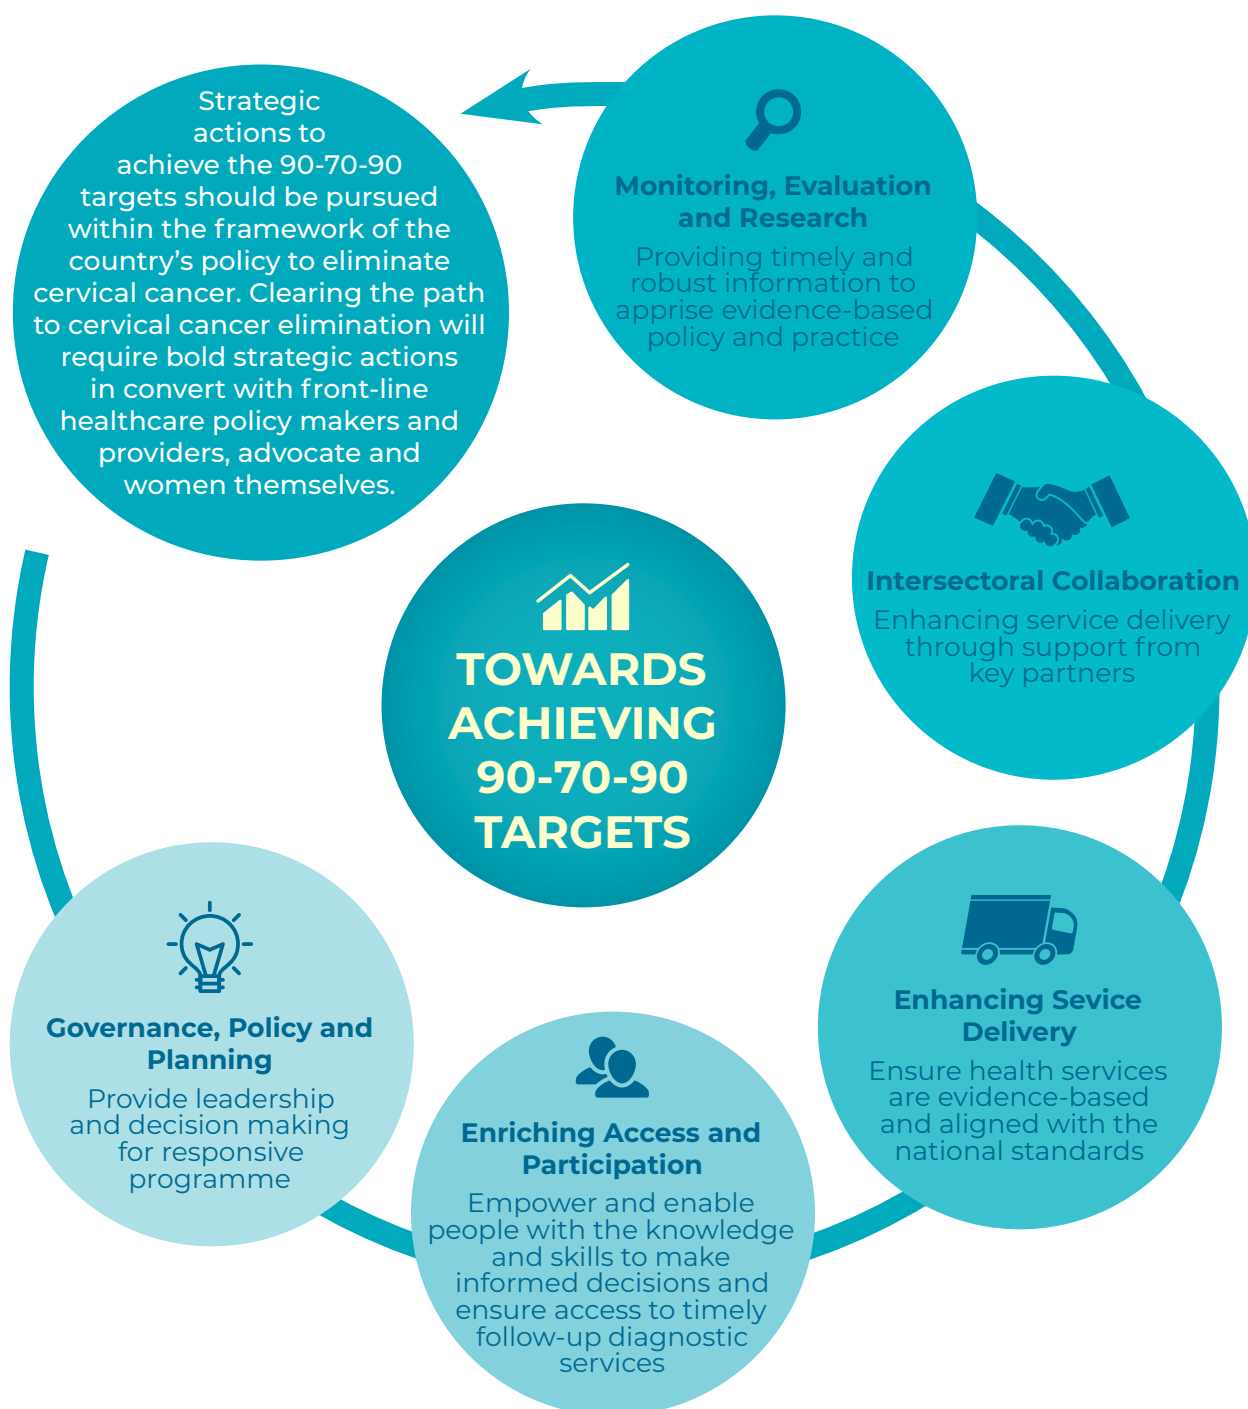 Strategic
actions to
achieve the 90-70-90
targets should be pursued
within the framework of the
country's policy to eliminate
cervical cancer. Clearing the path
to cervical cancer elimination will
require bold strategic actions
in convert with front-line
healthcare policy makers and
providers, advocate and
women themselves.
Monitoring, Evaluation
and Research
Providing timely and
robust information to
apprise evidence-based
policy and practice
Intersectoral Collaboration
Enhancing service delivery
through support from
key partners
TOWARDS
ACHIEVING
90-70-90
TARGETS
Enhancing Sevice
Delivery
Ensure health services
are evidence-based
and aligned with the
national standards
Governance, Policy and
Planning
Provide leadership
and decision making
for responsive
programme
Enriching Access and
Participation
Empower and enable
people with the knowledge
and skills to make
informed decisions and
ensure access to timely
follow-up diagnostic
services